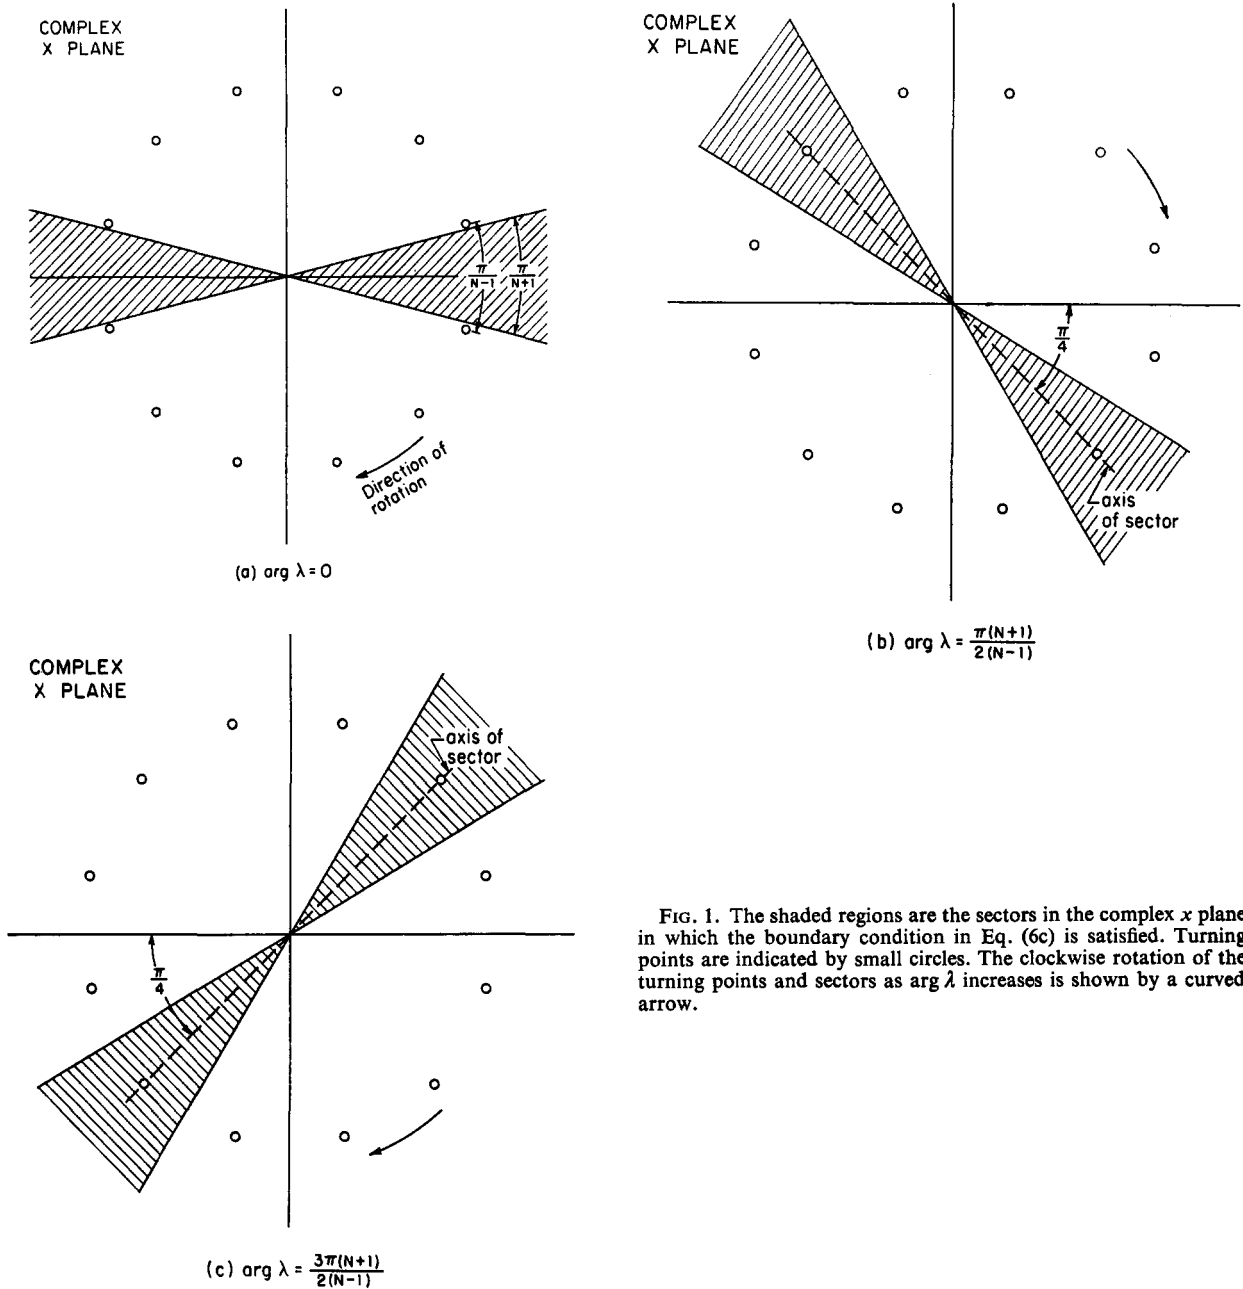 COMPLEX
X PLANE
π/N-1
π/N+1
Direction of
rotation
(a) arg λ = 0
COMPLEX
X PLANE
π/4
axis
of sector
(b) arg λ = π(N+1)/2(N-1)
COMPLEX
X PLANE
axis of
sector
π/4
(c) arg λ = 3π(N+1)/2(N-1)
FIG. 1. The shaded regions are the sectors in the complex x plane
in which the boundary condition in Eq. (6c) is satisfied. Turning
points are indicated by small circles. The clockwise rotation of the
turning points and sectors as arg λ increases is shown by a curved
arrow.